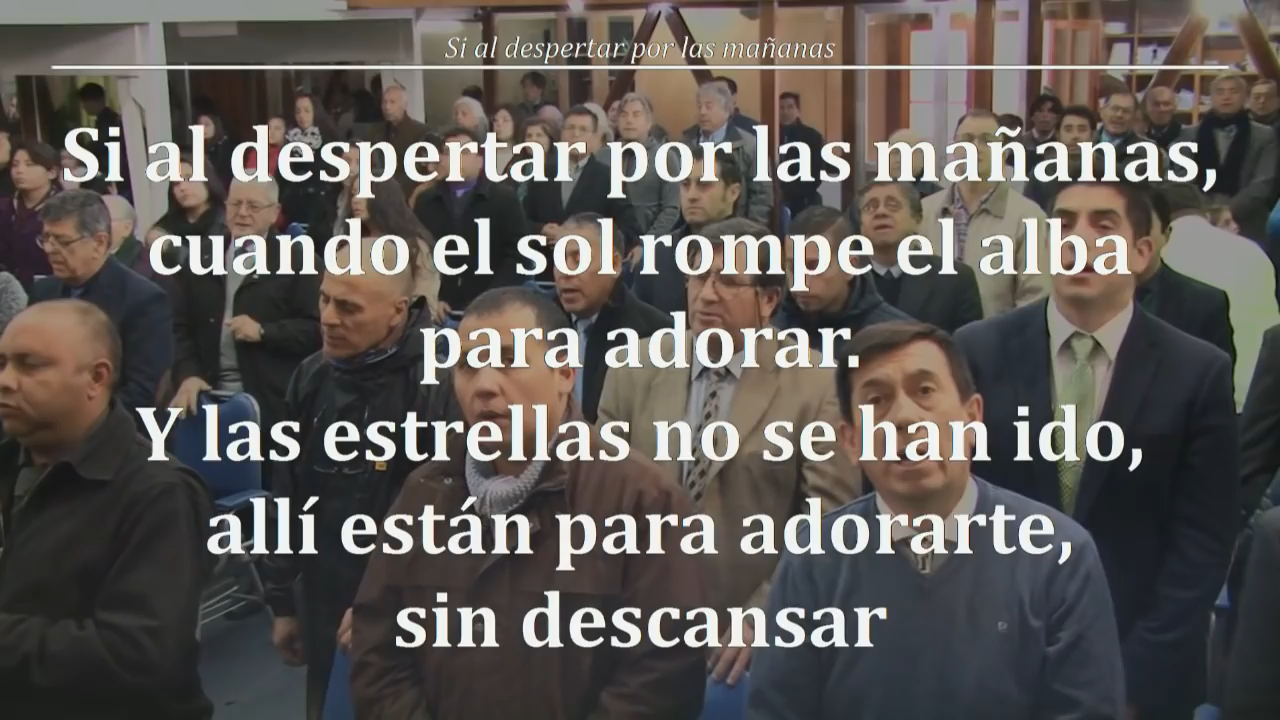 Si al despertar por las mañanas
Si al despertar por las mañanas,
cuando el sol rompe el alba
para adorar.
Y las estrellas no se han ido,
allí están para adorarte,
sin descansar